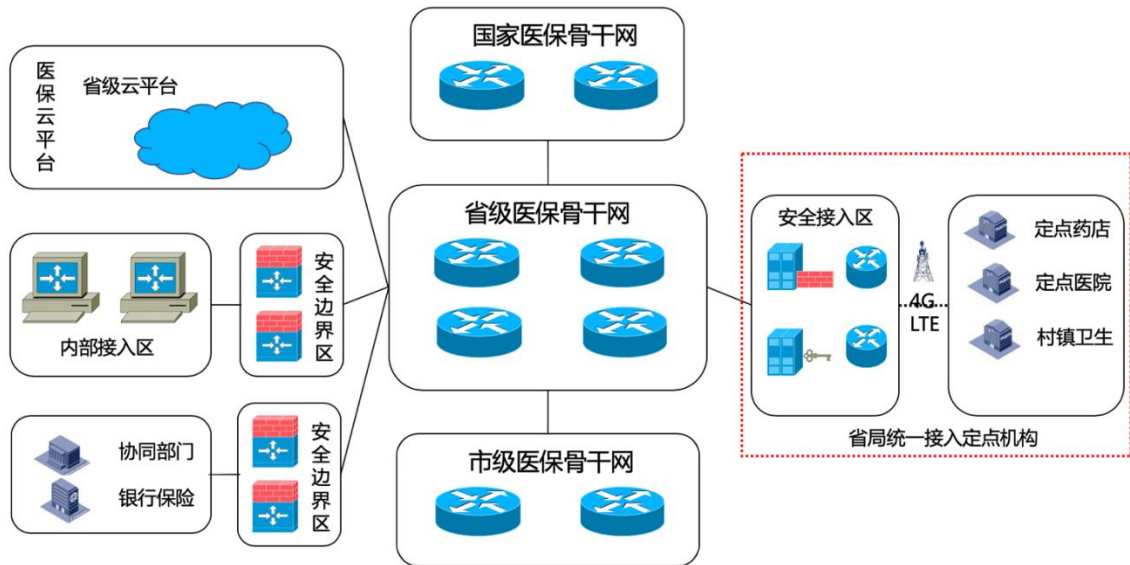 国家医保骨干网
医保云平台
省级云平台
省级医保骨干网
内部接入区
安全边界区
协同部门
银行保险
安全边界区
市级医保骨干网
安全接入区
4G
LTE
定点药店
定点医院
村镇卫生
省局统一接入定点机构